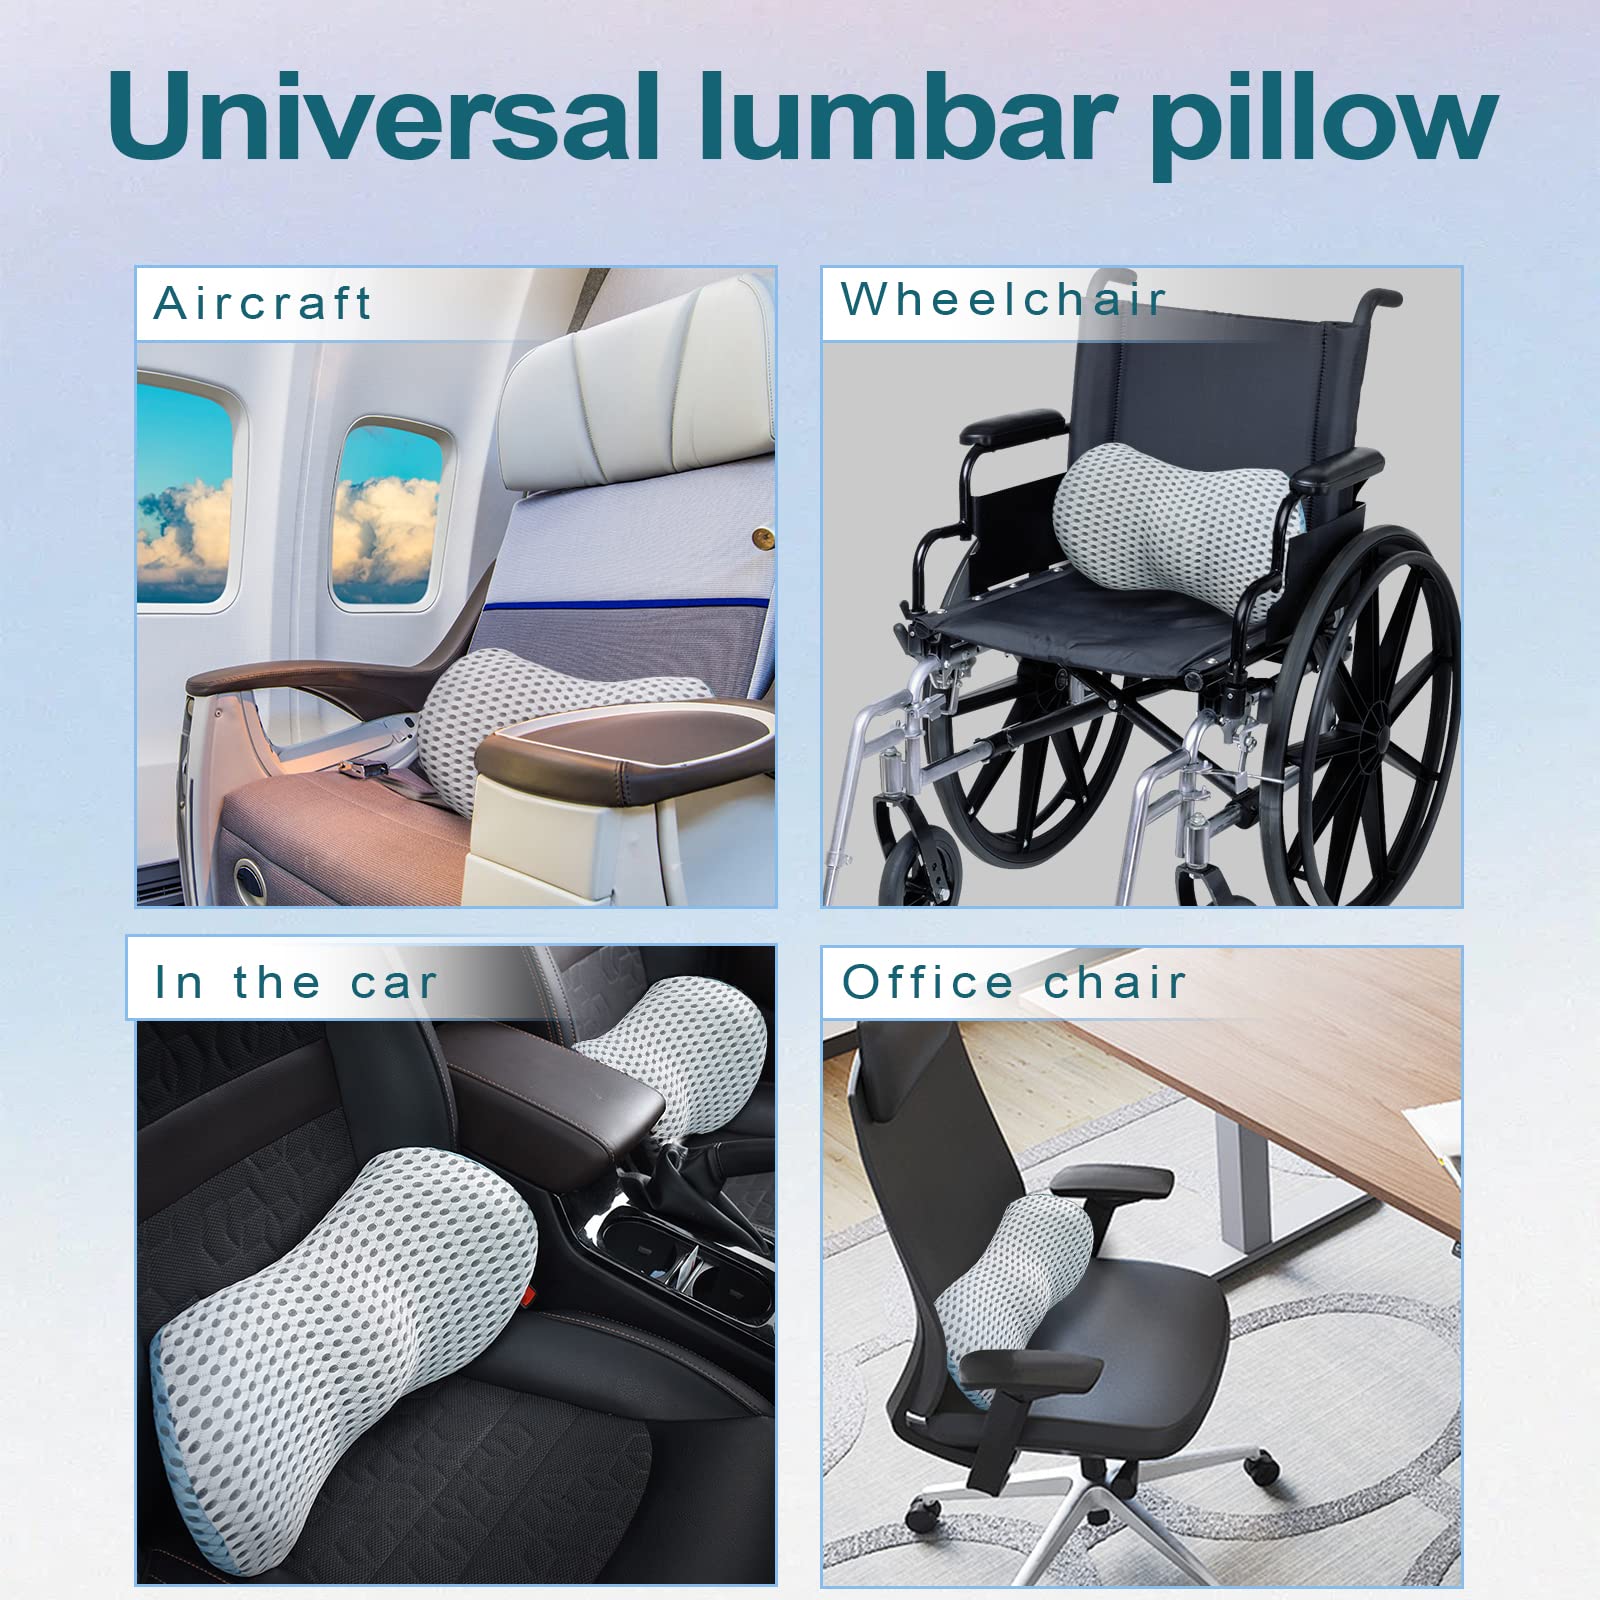 Universal lumbar pillow
Aircraft
Wheelchair
In the car
Office chair